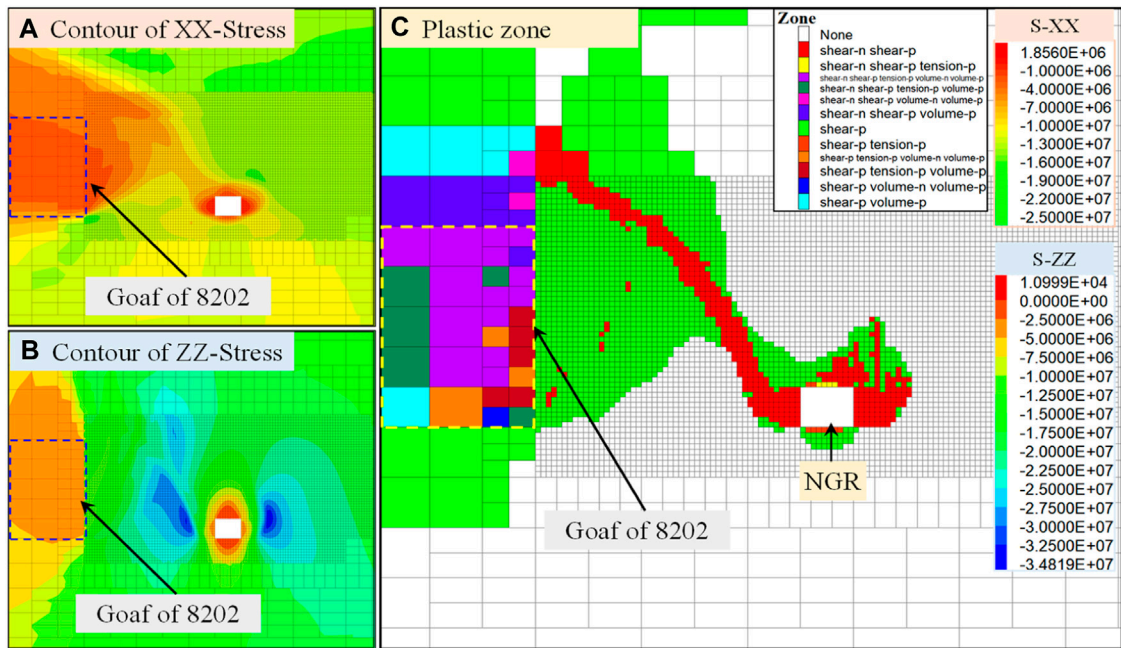 A Contour of XX-Stress
Goaf of 8202
B Contour of ZZ-Stress
Goaf of 8202
C Plastic zone
Goaf of 8202
NGR
Zone
None
shear-n shear-p
shear-n shear-p tension-p
shear-n shear-p tension-p volume-n volume-p
shear-n shear-p tension-p volume-p
shear-n shear-p volume-n volume-p
shear-n shear-p volume-p
shear-p
shear-p tension-p
shear-p tension-p volume-n volume-p
shear-p tension-p volume-p
shear-p volume-n volume-p
shear-p volume-p
S-XX
1.8560E+06
-1.0000E+06
-4.0000E+06
-7.0000E+06
-1.0000E+07
-1.3000E+07
-1.6000E+07
-1.9000E+07
-2.2000E+07
-2.5000E+07
S-ZZ
1.0999E+04
0.0000E+00
-2.5000E+06
-5.0000E+06
-7.5000E+06
-1.0000E+07
-1.2500E+07
-1.5000E+07
-1.7500E+07
-2.0000E+07
-2.2500E+07
-2.5000E+07
-2.7500E+07
-3.0000E+07
-3.2500E+07
-3.4819E+07